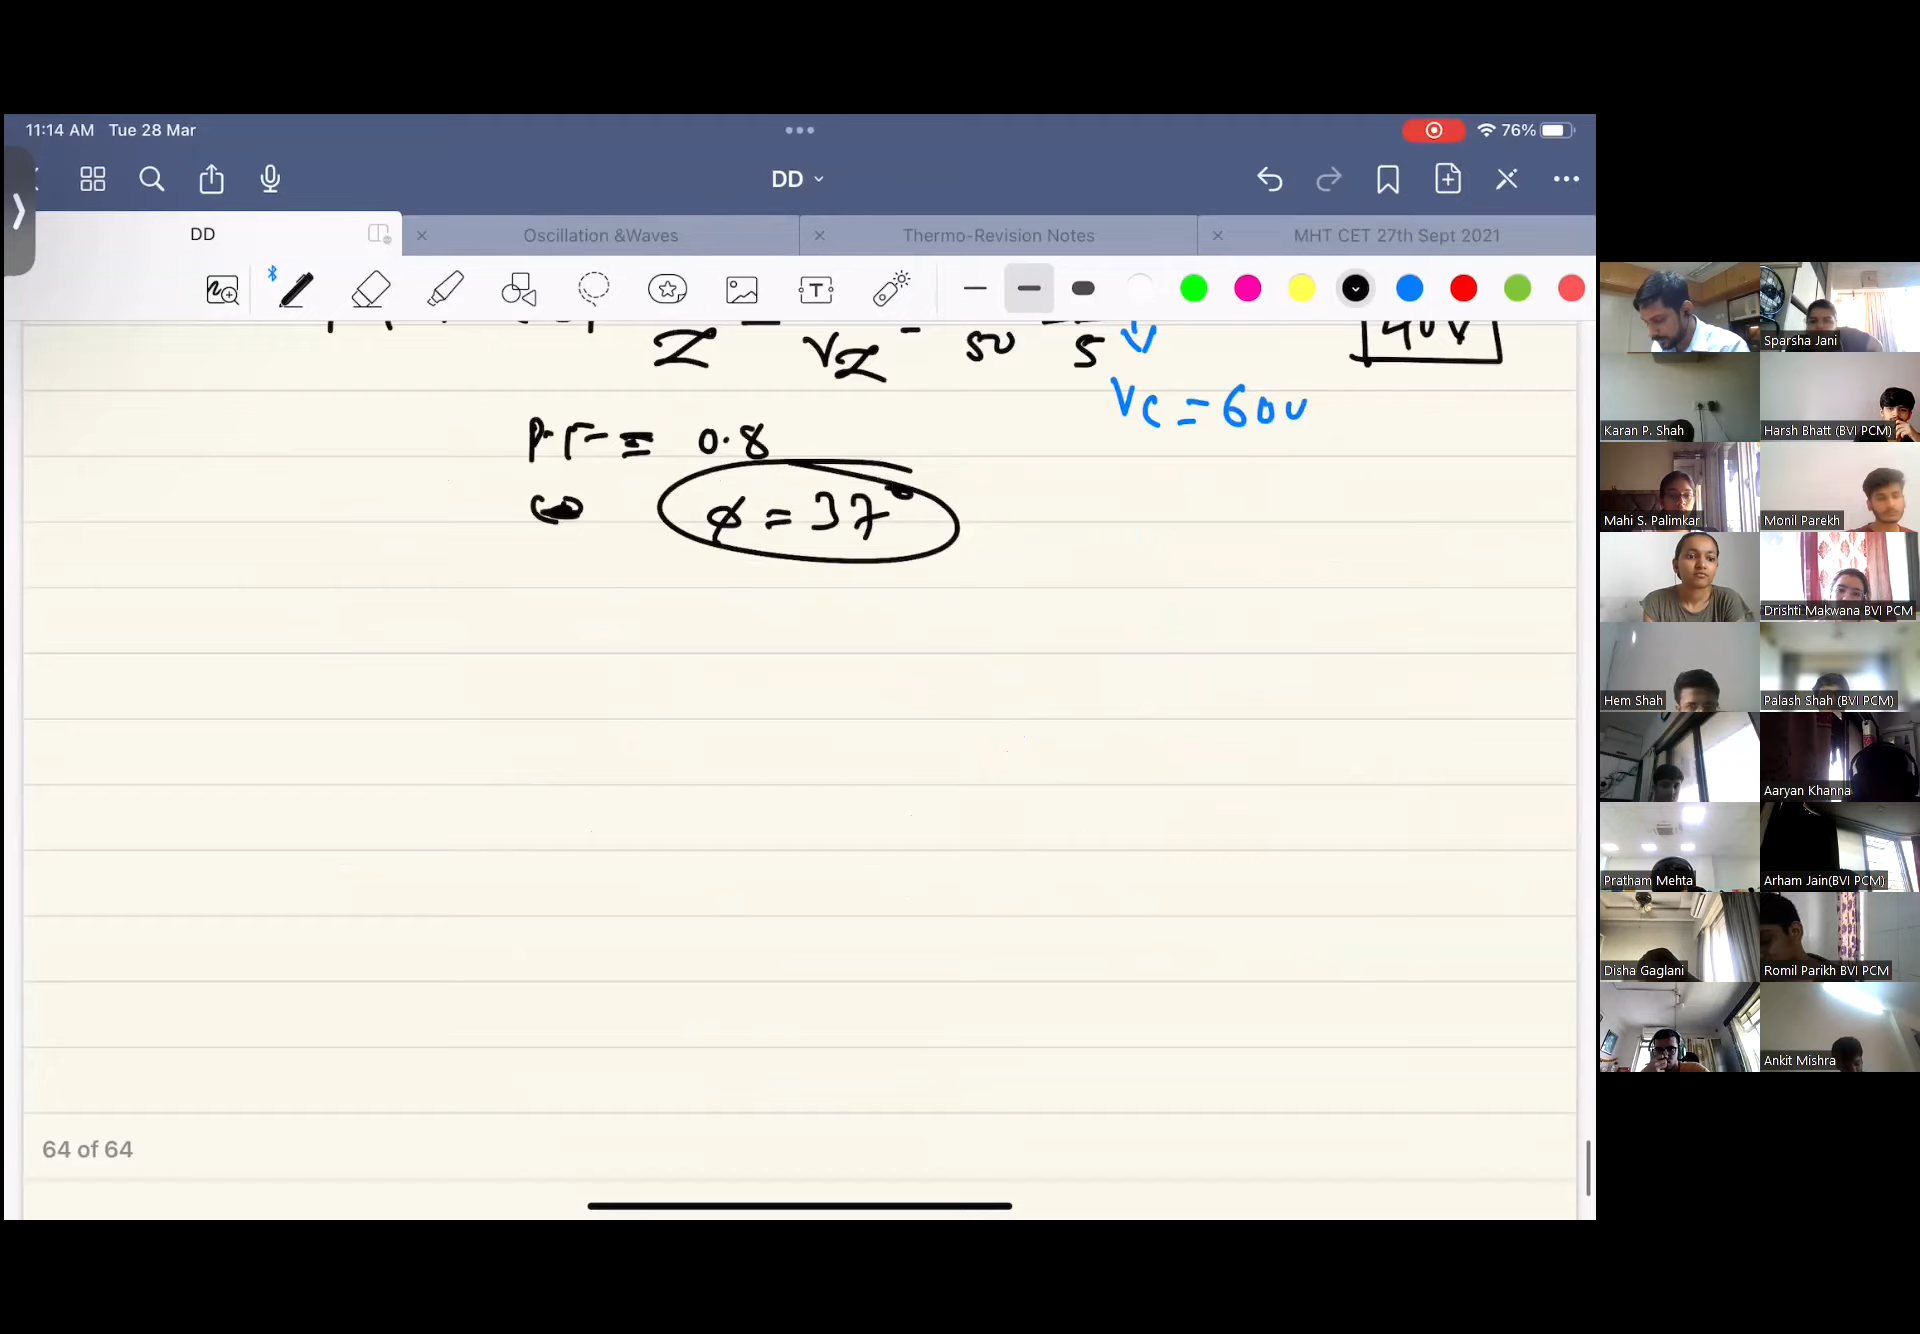 11:14 AM Tue 28 Mar
76%
DD
DD
Oscillation &Waves
Thermo-Revision Notes
MHT CET 27th Sept 2021
T
Z VZ = 50 5
40V
VC = 60V
P.F = 0.8
φ = 37°
64 of 64
Sparsha Jani
Karan P. Shah
Harsh Bhatt (BVI PCM)
Mahi S. Palimkar
Monil Parekh
Drishti Makwana BVI PCM
Hem Shah
Palash Shah (BVI PCM)
Aaryan Khanna
Pratham Mehta
Arham Jain(BVI PCM)
Disha Gaglani
Romil Parikh BVI PCM
Ankit Mishra